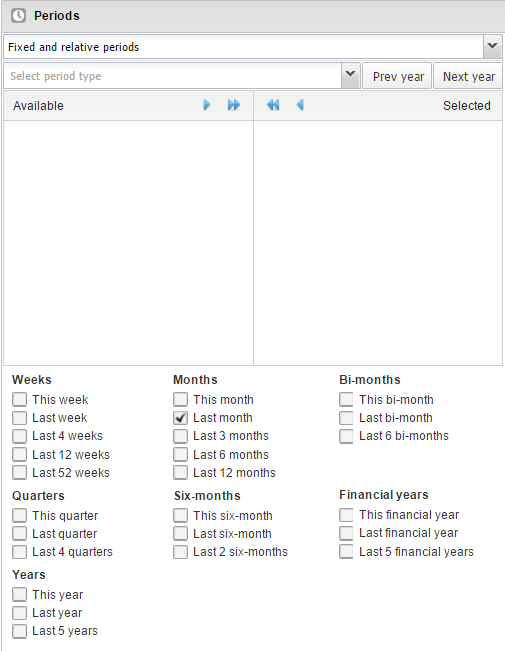 Periods
Fixed and relative periods
Select period type
Prev year
Next year
Available
Selected
Weeks
This week
Last week
Last 4 weeks
Last 12 weeks
Last 52 weeks
Months
This month
Last month
Last 3 months
Last 6 months
Last 12 months
Bi-months
This bi-month
Last bi-month
Last 6 bi-months
Quarters
This quarter
Last quarter
Last 4 quarters
Six-months
This six-month
Last six-month
Last 2 six-months
Financial years
This financial year
Last financial year
Last 5 financial years
Years
This year
Last year
Last 5 years